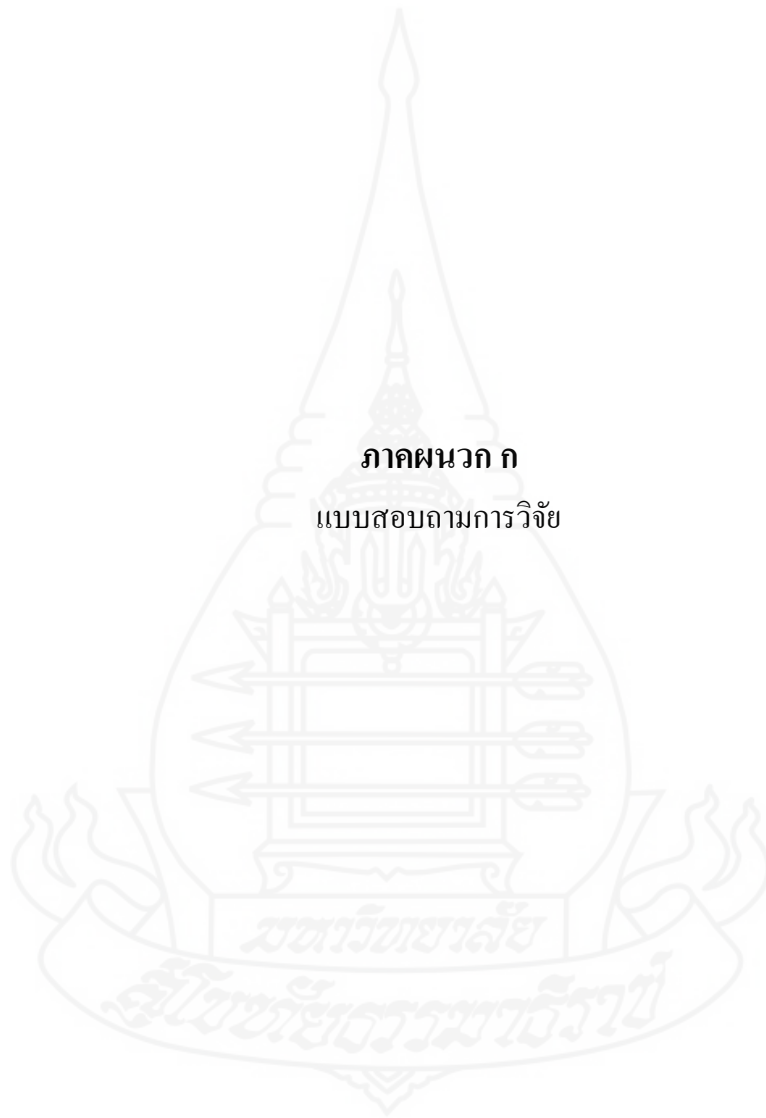 ภาคผนวก ก
แบบสอบถามการวิจัย
มหาวิทยาลัย
สุโขทัยธรรมาธิราช